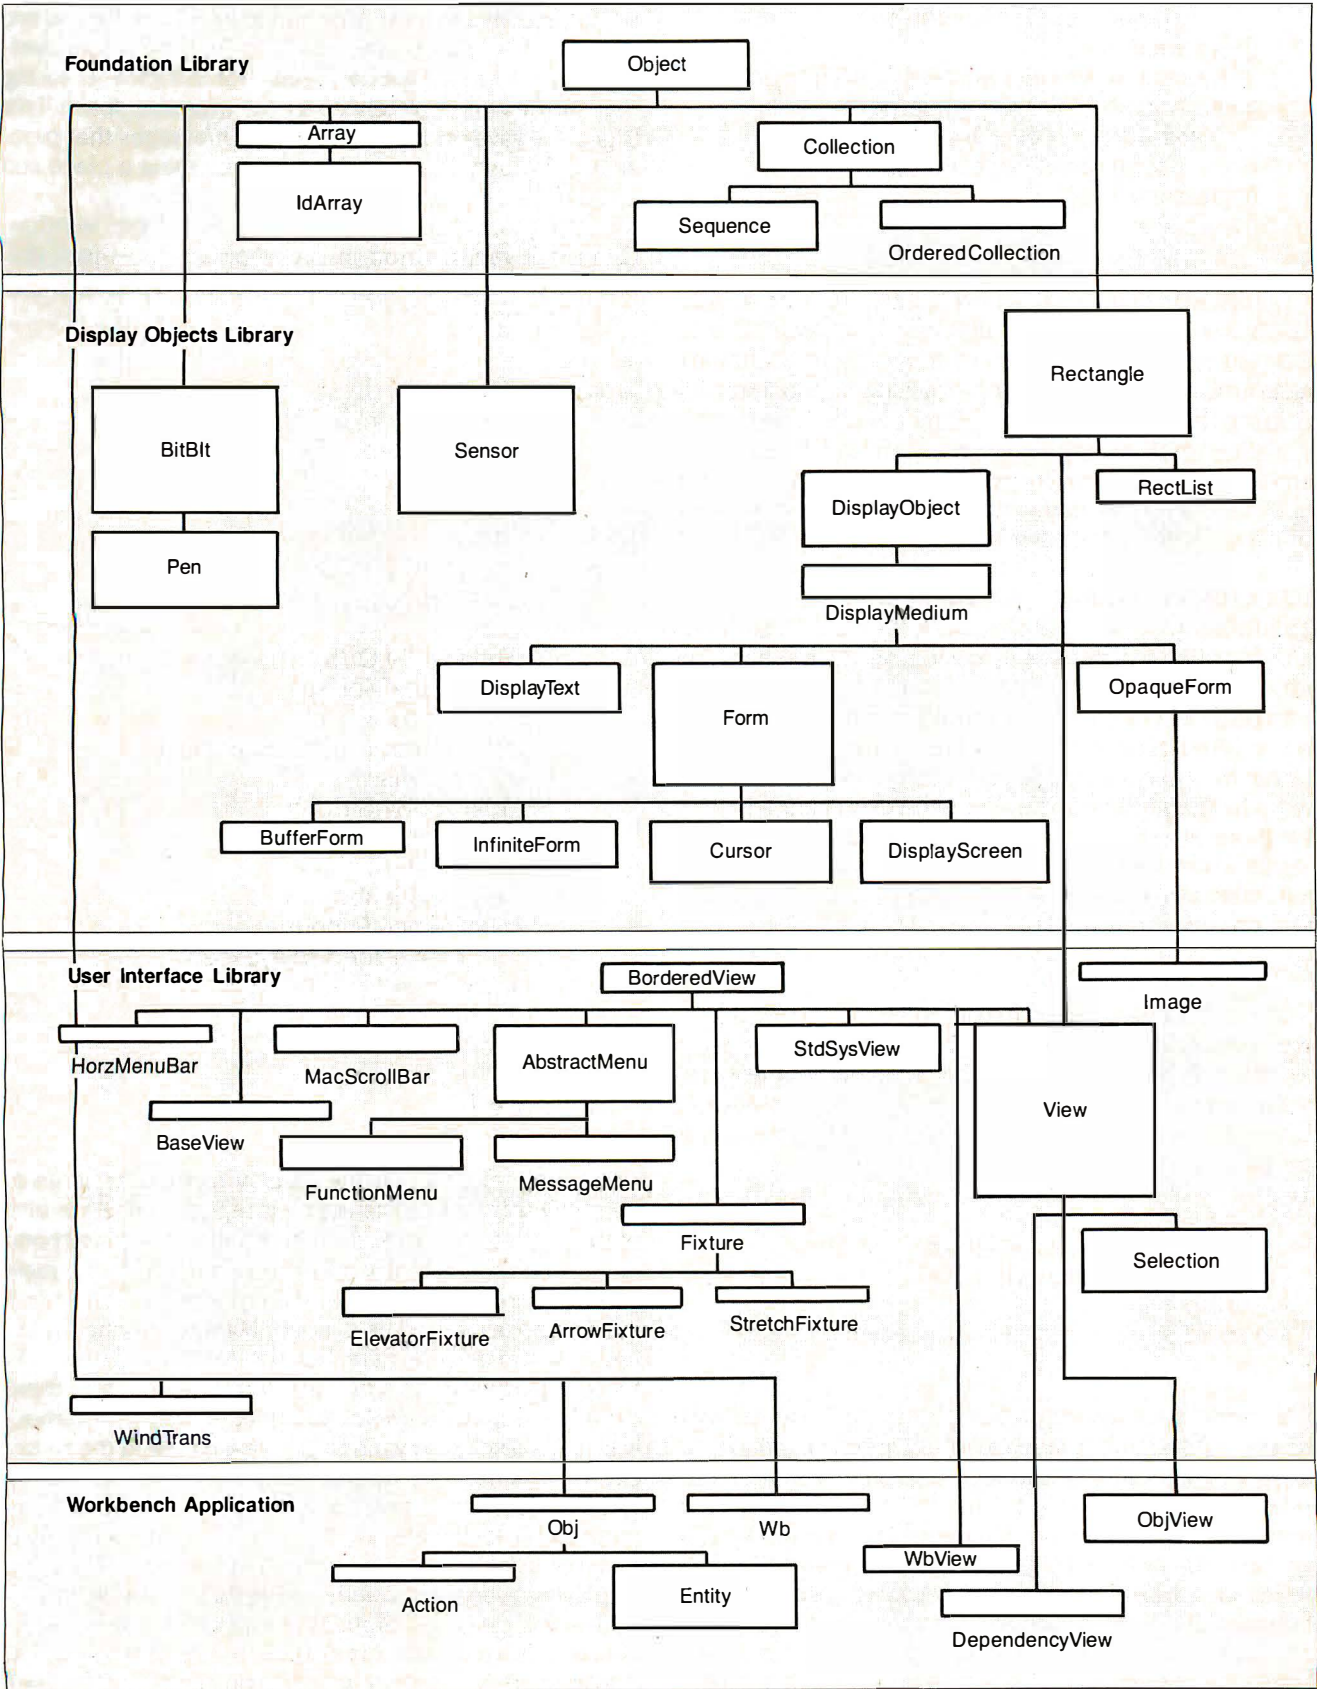 Foundation Library
Object
Array
Collection
IdArray
Sequence
OrderedCollection
Display Objects Library
Rectangle
BitBlt
Sensor
RectList
DisplayObject
Pen
DisplayMedium
DisplayText
OpaqueForm
Form
BufferForm
InfiniteForm
Cursor
DisplayScreen
User Interface Library
BorderedView
Image
HorzMenuBar
MacScrollBar
AbstractMenu
StdSysView
View
BaseView
FunctionMenu
MessageMenu
Fixture
Selection
ElevatorFixture
ArrowFixture
StretchFixture
WindTrans
Workbench Application
Obj
Wb
ObjView
WbView
Action
Entity
DependencyView